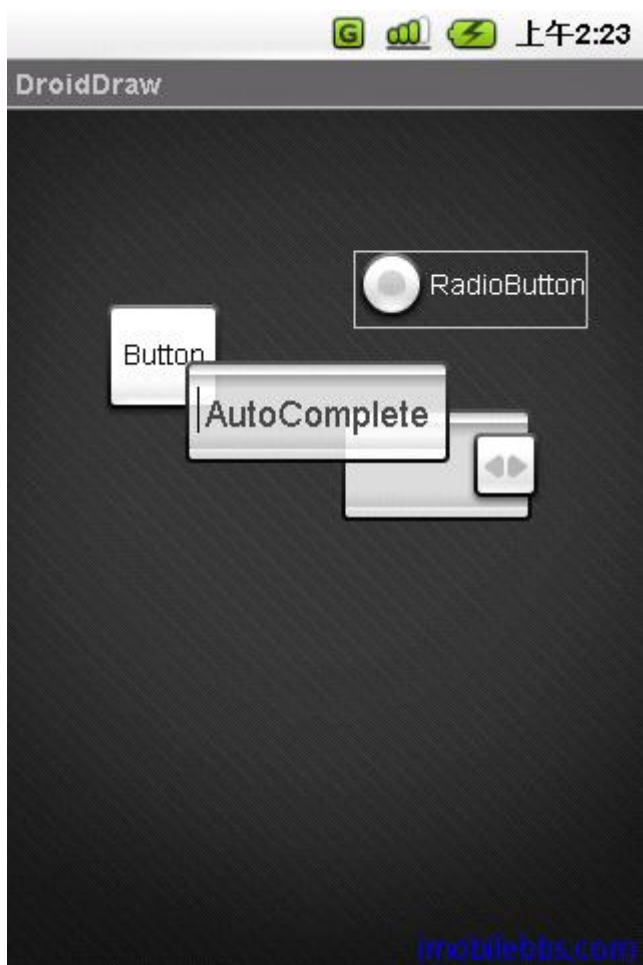 G 上午2:23
DroidDraw
RadioButton
Button
AutoComplete
imobilebbs.com